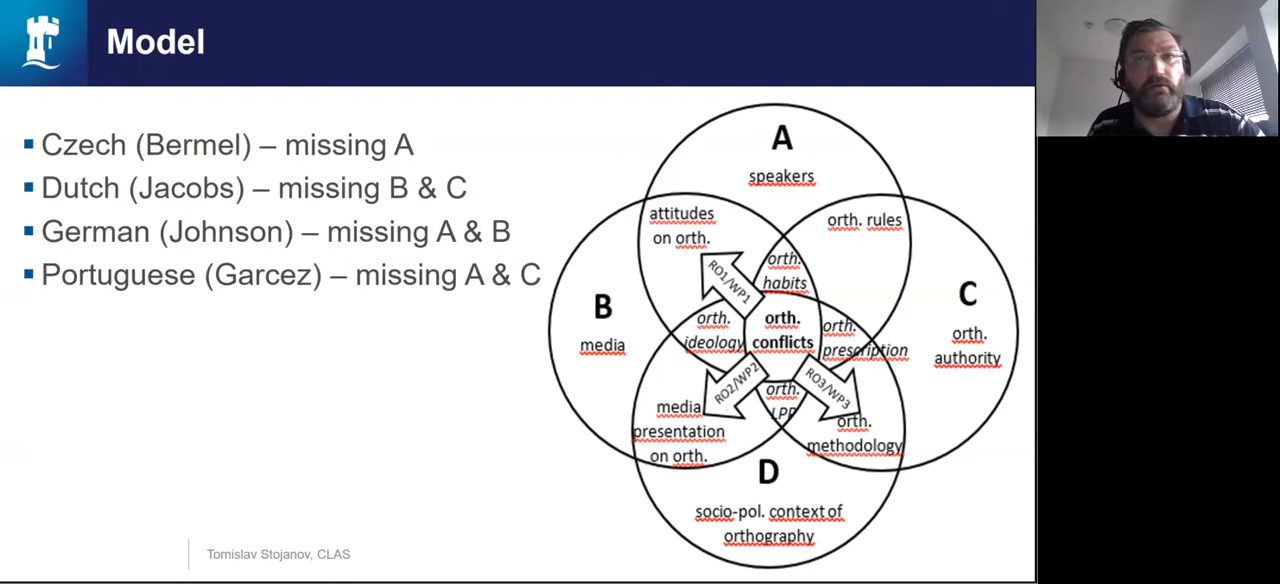 Model
Czech (Bermel) – missing A
Dutch (Jacobs) – missing B & C
German (Johnson) – missing A & B
Portuguese (Garcez) – missing A & C
A
speakers
attitudes
on orth.
orth. rules
orth.
habits
RO1/WP1
B
media
C
orth.
authority
orth.
ideology
orth.
conflicts
orth.
prescription
RO2/WP2
RO3/WP3
orth.
LPP
media
presentation
on orth.
orth.
methodology
D
socio-pol. context of
orthography
Tomislav Stojanov, CLAS